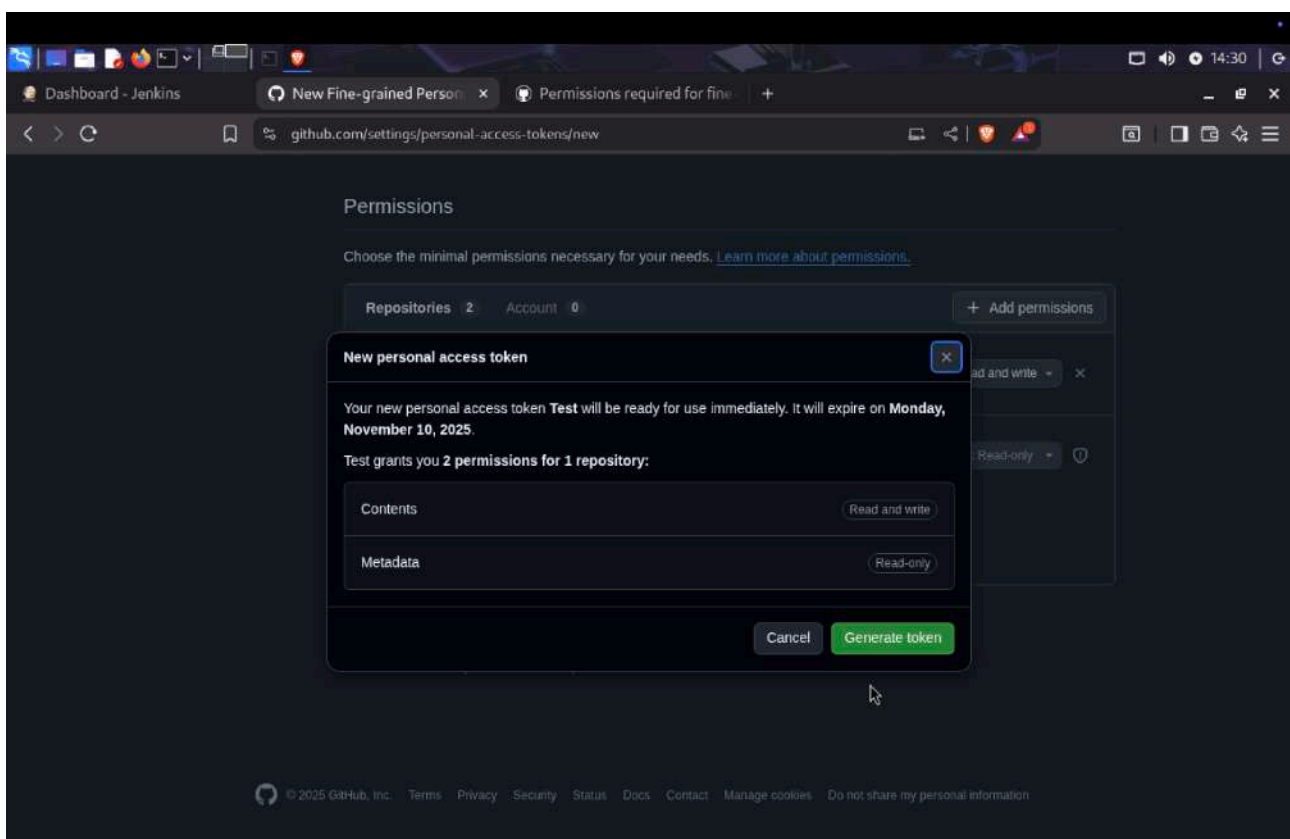 14:30
Dashboard - Jenkins
New Fine-grained Person
Permissions required for fine-
github.com/settings/personal-access-tokens/new
Permissions
Choose the minimal permissions necessary for your needs. Learn more about permissions.
Repositories 2 Account 0
+ Add permissions
New personal access token
ad and write
Your new personal access token Test will be ready for use immediately. It will expire on Monday,
November 10, 2025.
Test grants you 2 permissions for 1 repository:
: Read-only
Contents Read and write
Metadata Read-only
Cancel Generate token
© 2025 GitHub, Inc. Terms Privacy Security Status Docs Contact Manage cookies Do not share my personal information